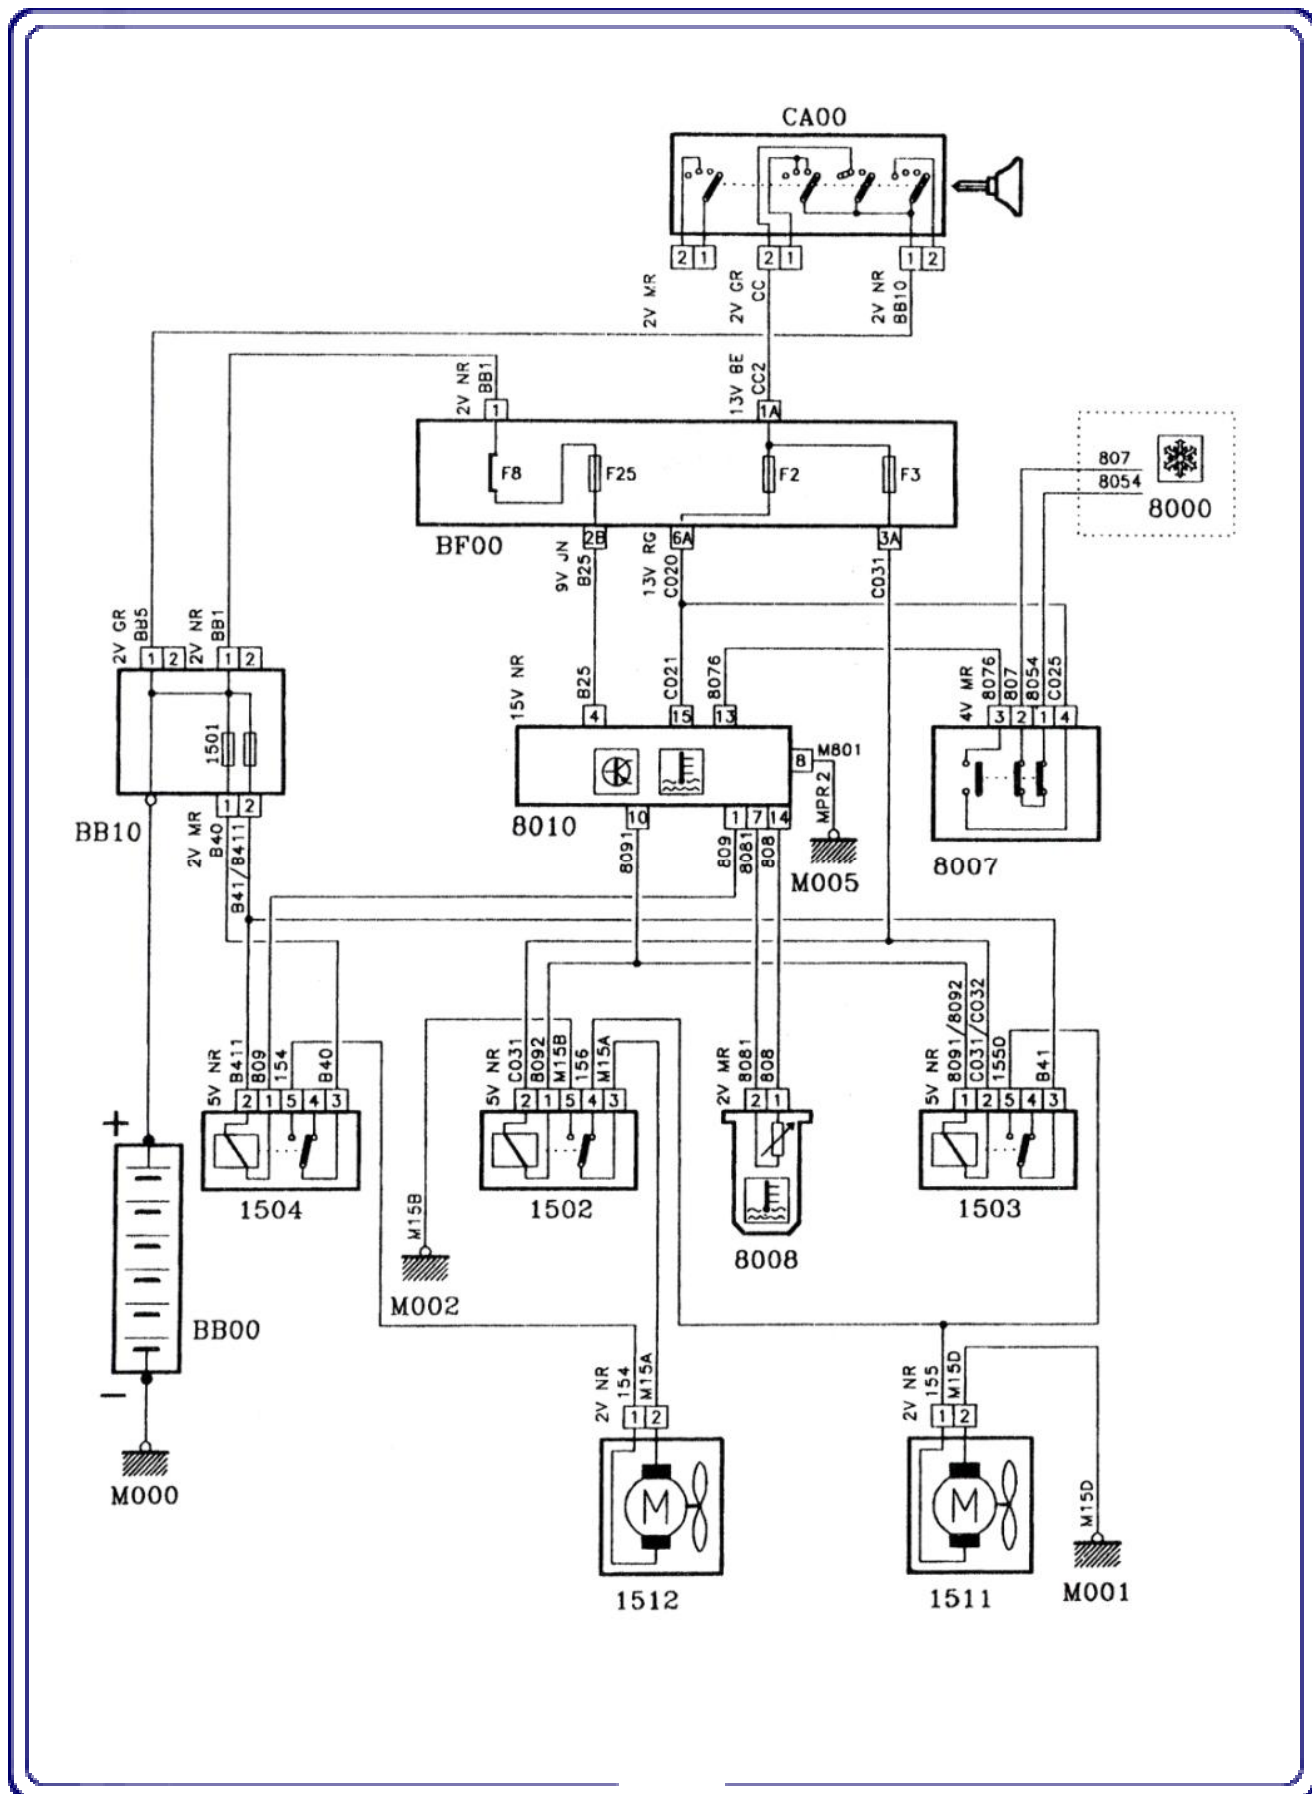 CA00
2 1 2 1 1 2
2V MR
2V GR
CC
2V NR
BB10
2V NR
BB1
13V BE
CC2
1 1A
F8 F25 F2 F3
807
8054
8000
BF00
2B 6A 3A
9V JN
B25
13V RG
C020
C031
2V GR
BB5
2V NR
BB1
1 2 1 2
15V NR
B25
C021
8076
4V MR
8076
807
8054
C025
4 15 13
3 2 1 4
1501
8 M801
MPR2
1 2
BB10
2V MR
B40
B41/B411
8010
10 1 7 14
8091
809
8081
808
M005
8007
5V NR
B411
809
154
B40
5V NR
C031
8092
M15B
156
M15A
2V MR
8081
808
5V NR
8091/8092
C031/C032
155D
B41
2 1 5 4 3
2 1 5 4 3
2 1
1 2 5 4 3
+
1504
1502
1503
M15B
8008
M002
BB00
−
2V NR
154
M15A
2V NR
155
M15D
1 2
1 2
M000
M
M
M15D
1512
1511
M001